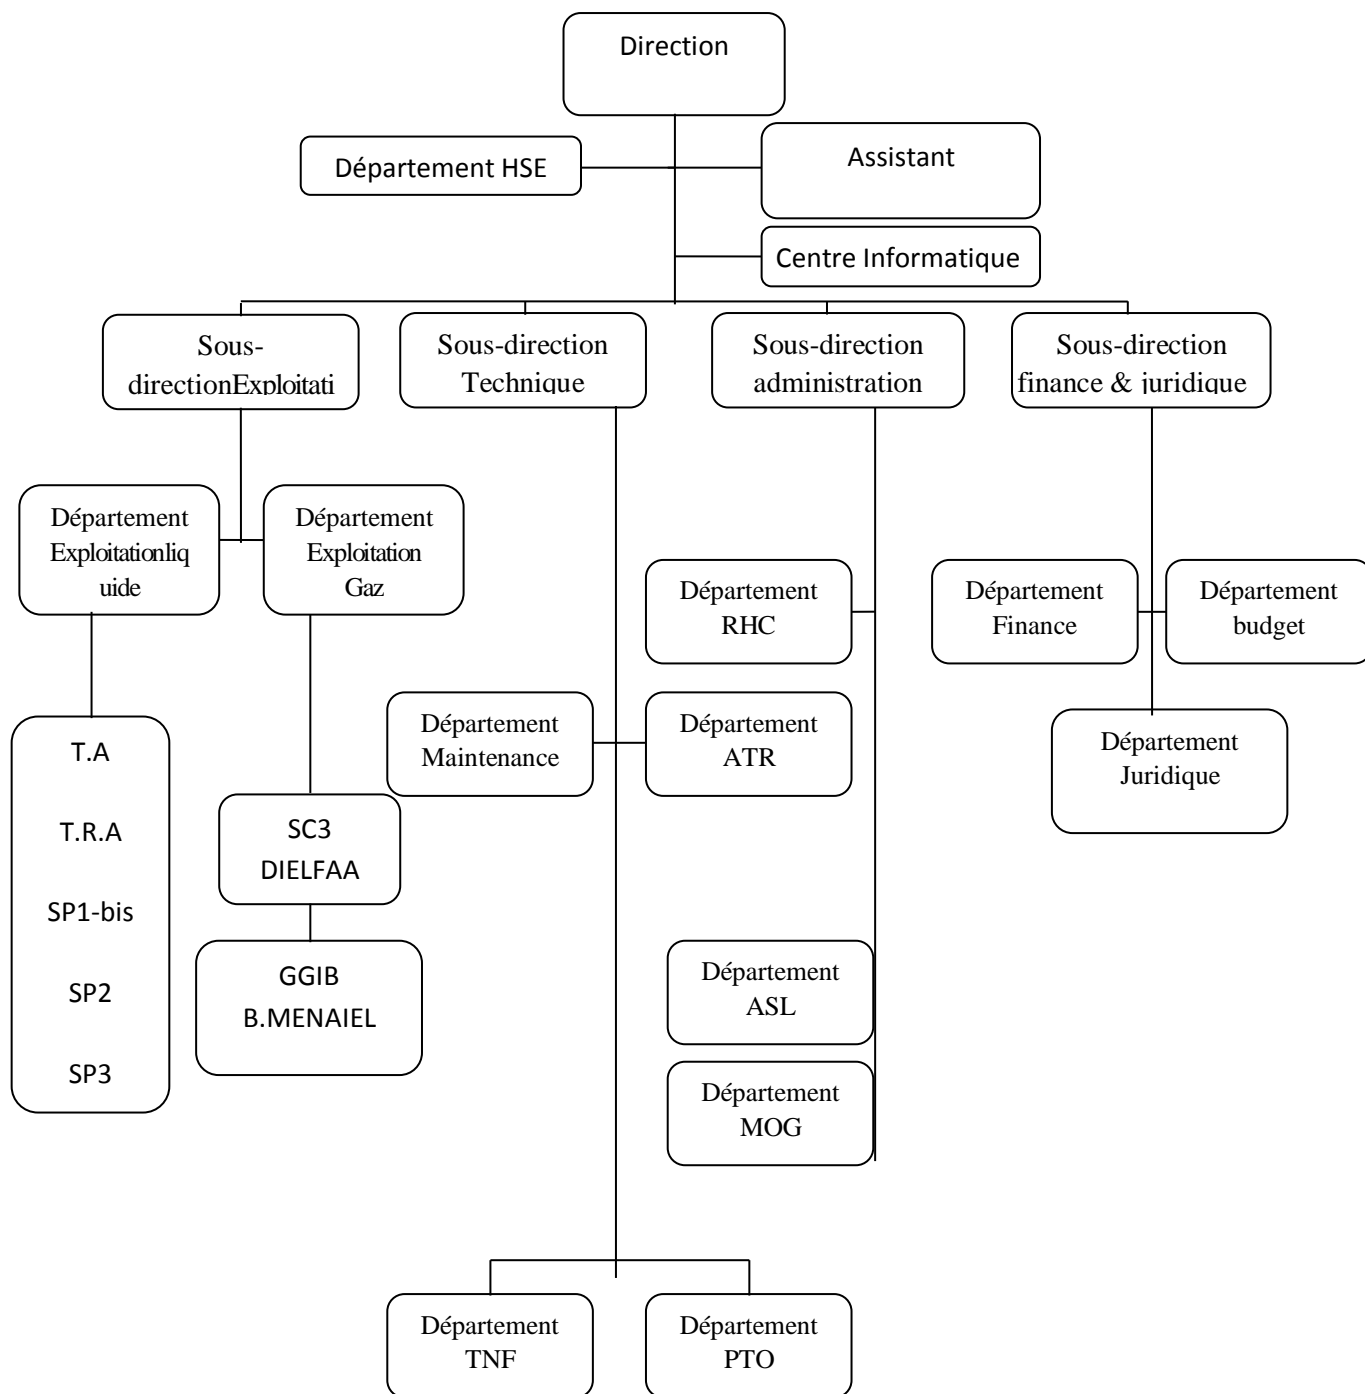 Direction
Département HSE
Assistant
Centre Informatique
Sous-
directionExploitati
Sous-direction
Technique
Sous-direction
administration
Sous-direction
finance & juridique
Département
Exploitationliq
uide
Département
Exploitation
Gaz
Département
RHC
Département
Finance
Département
budget
Département
Maintenance
Département
ATR
Département
Juridique
T.A
T.R.A
SP1-bis
SP2
SP3
SC3
DIELFAA
GGIB
B.MENAIEL
Département
ASL
Département
MOG
Département
TNF
Département
PTO